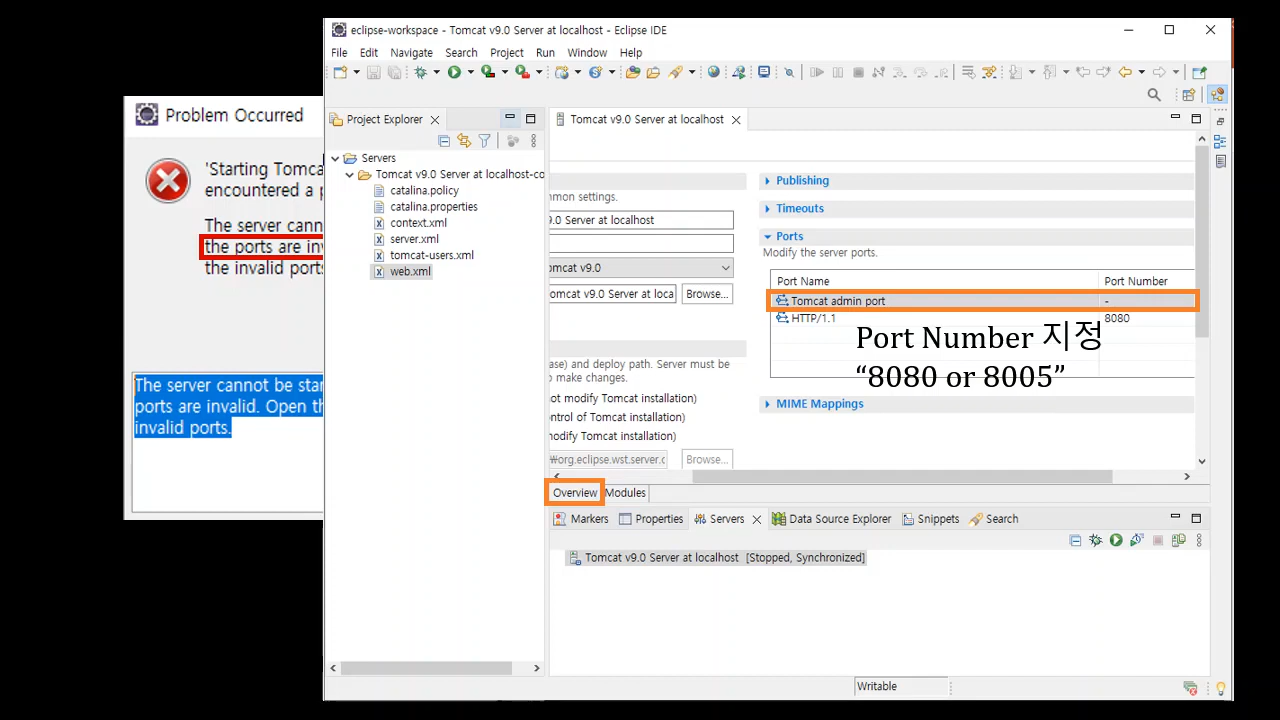 eclipse-workspace - Tomcat v9.0 Server at localhost - Eclipse IDE
File Edit Navigate Search Project Run Window Help
Problem Occurred
'Starting Tomca
encountered a p
The server cann
the ports are inv
the invalid ports
The server cannot be star
ports are invalid. Open th
invalid ports.
Project Explorer
Servers
Tomcat v9.0 Server at localhost-co
catalina.policy
catalina.properties
context.xml
server.xml
tomcat-users.xml
web.xml
Tomcat v9.0 Server at localhost
mmon settings.
9.0 Server at localhost
omcat v9.0
omcat v9.0 Server at loca Browse...
ase) and deploy path. Server must be
o make changes.
ot modify Tomcat installation)
ontrol of Tomcat installation)
modify Tomcat installation)
₩org.eclipse.wst.server.c Browse...
Publishing
Timeouts
Ports
Modify the server ports.
Port Name Port Number
Tomcat admin port -
HTTP/1.1 8080
Port Number 지정
“8080 or 8005”
MIME Mappings
Overview Modules
Markers Properties Servers Data Source Explorer Snippets Search
Tomcat v9.0 Server at localhost [Stopped, Synchronized]
Writable